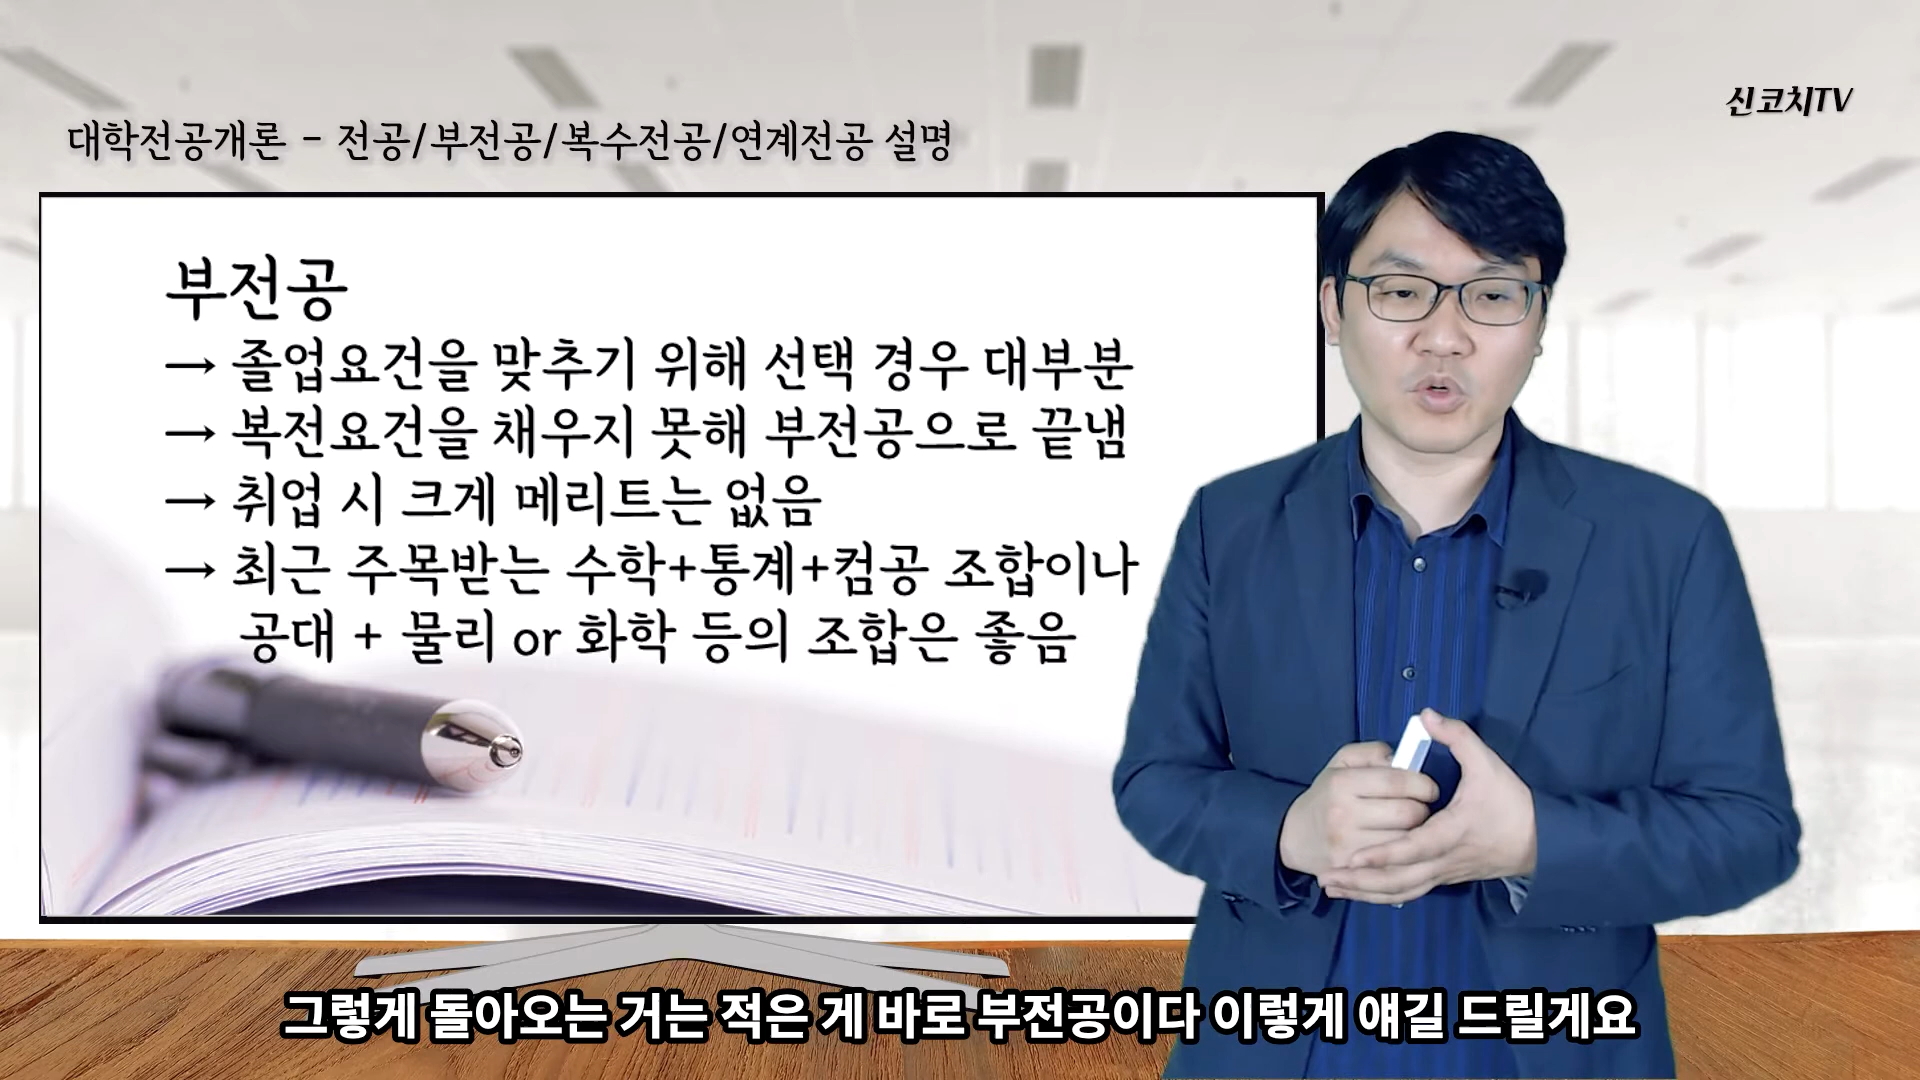 신코치TV
대학전공개론 - 전공/부전공/복수전공/연계전공 설명
부전공
→ 졸업요건을 맞추기 위해 선택 경우 대부분
→ 복전요건을 채우지 못해 부전공으로 끝냄
→ 취업 시 크게 메리트는 없음
→ 최근 주목받는 수학+통계+컴공 조합이나
공대 + 물리 or 화학 등의 조합은 좋음
그렇게 돌아오는 거는 적은 게 바로 부전공이다 이렇게 얘길 드릴게요